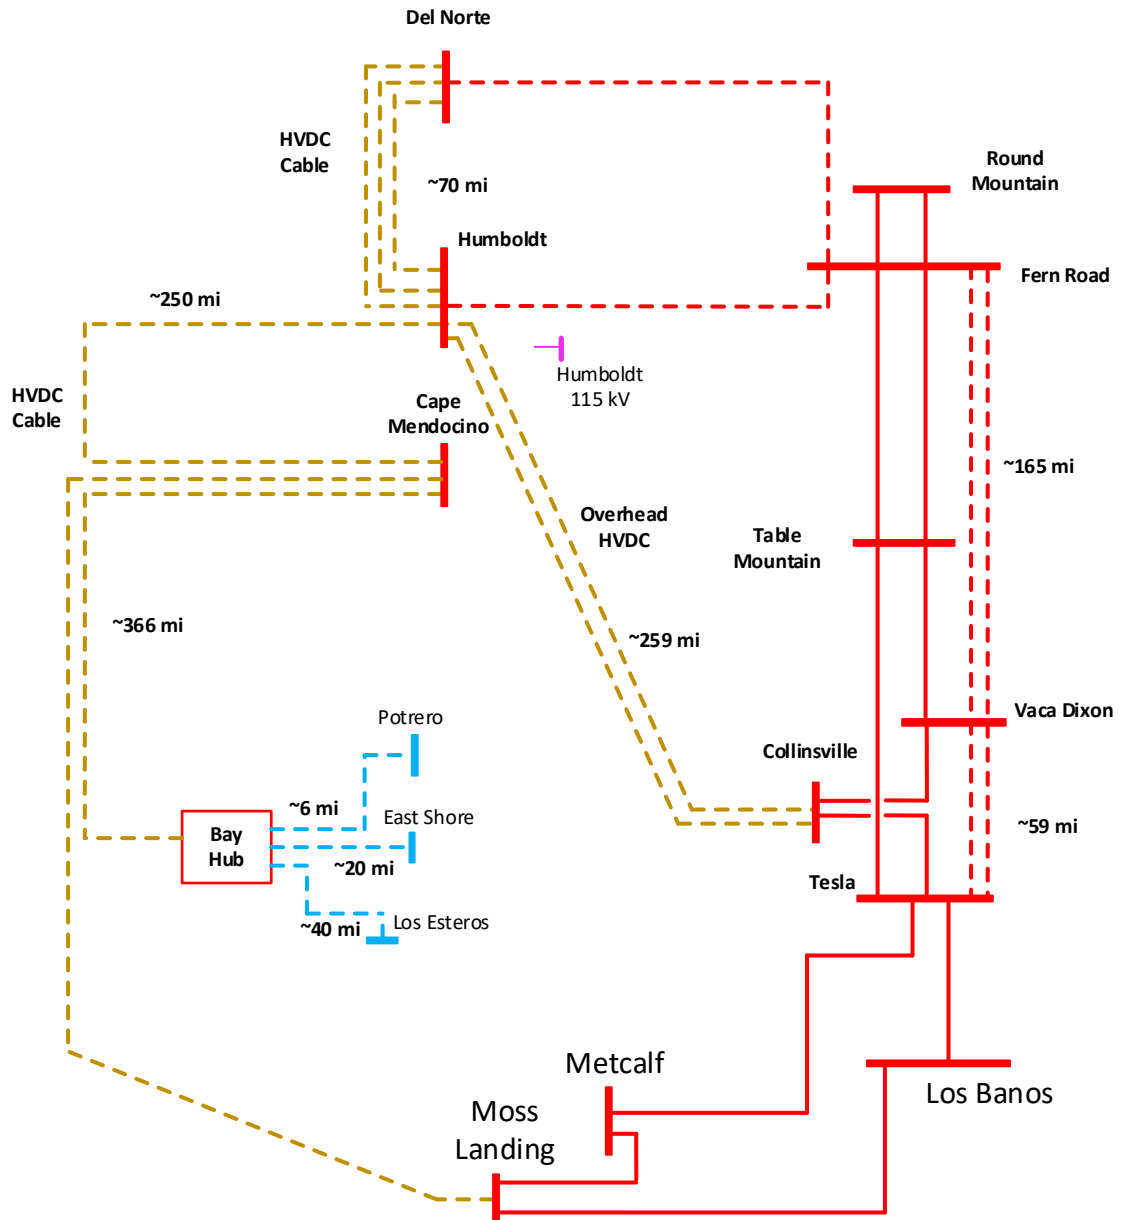 Del Norte
HVDC
Cable
~70 mi
Round
Mountain
Humboldt
Fern Road
~250 mi
Humboldt
115 kV
HVDC
Cable
Cape
Mendocino
~165 mi
Overhead
HVDC
Table
Mountain
~366 mi
~259 mi
Potrero
Vaca Dixon
Collinsville
~6 mi
East Shore
Bay
Hub
~20 mi
~59 mi
Tesla
Los Esteros
~40 mi
Metcalf
Los Banos
Moss
Landing